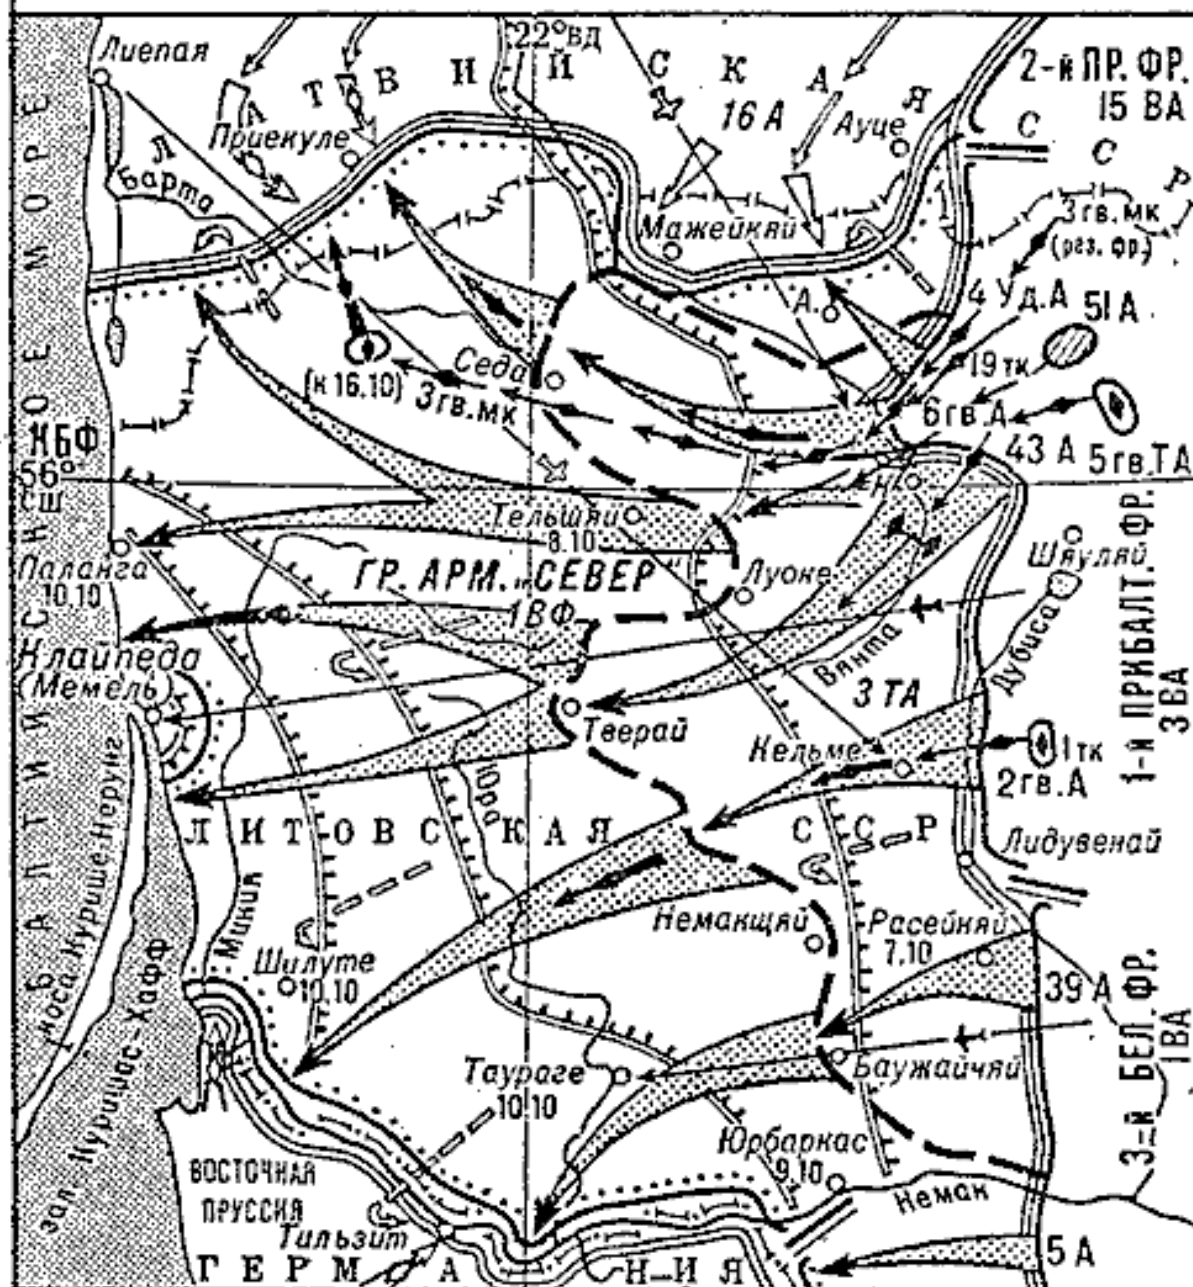 22° ВД
Лиепая
2-й ПР. ФР.
15 ВА
ЛАТВИЙСКАЯ ССР
16 А
Ауце
Приекуле
Барта
3 гв. мк
(рез. фр.)
Мажейкяй
А.
4 Уд. А
51 А
19 тк
Седа
(к 16.10)
3 гв. мк
6 гв. А
43 А
5 гв. ТА
КБФ
56°
СШ
Н
Тельшяй
8.10
Шяуляй
Паланга
10.10
ГР. АРМ. „СЕВЕР"
1 ВФ
Луоке
Клайпеда
(Мемель)
Вянта
Дубиса
3 ТА
1-й ПРИБАЛТ. ФР.
3 ВА
Тверай
Кельме
1 тк
2 гв. А
Юра
ЛИТОВСКАЯ ССР
Лидувенай
БАЛТИЙСКОЕ МОРЕ
Коса Курише-Нерунг
Миния
Немакщяй
Расейняй
7.10
Шилуте
10.10
39 А
3-й БЕЛ. ФР.
1 ВА
Зал. Куришс-Хафф
Таураге
10.10
Баужайчяй
Юрбаркас
9.10
Неман
ВОСТОЧНАЯ
ПРУССИЯ
Тильзит
ГЕРМАНИЯ
5 А